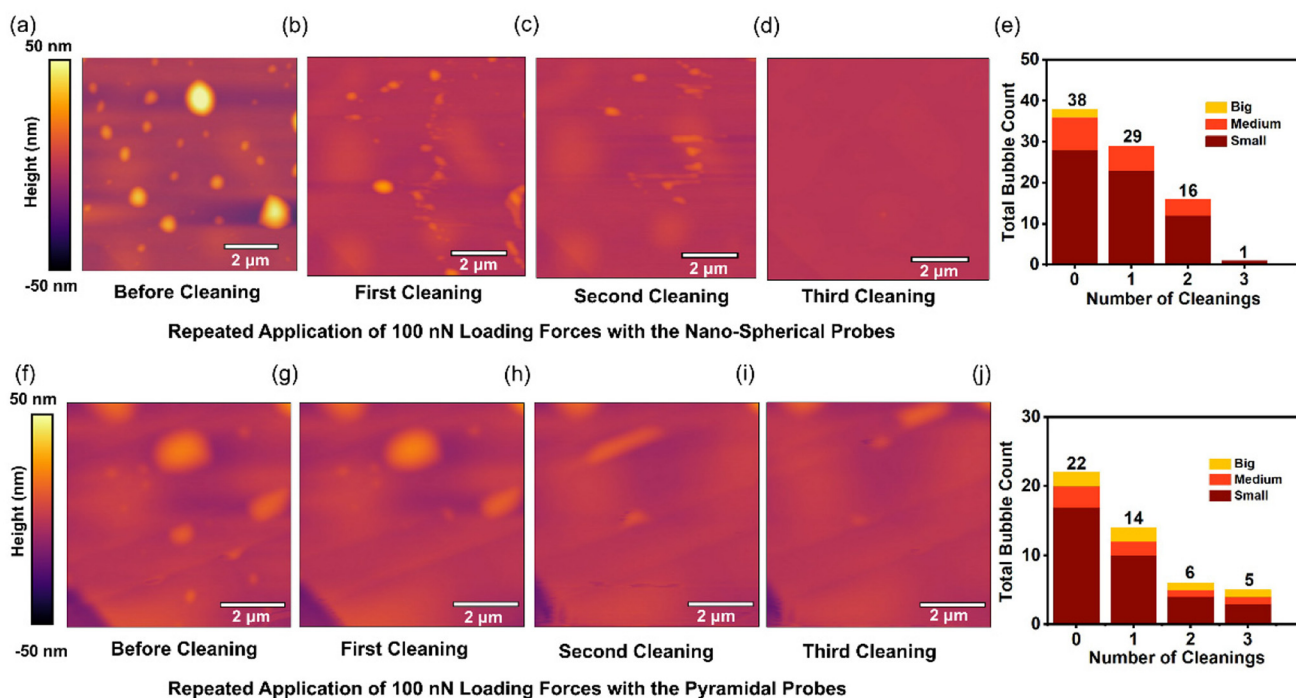 (a)
(b)
(c)
(d)
(e)
50 nm
Height (nm)
-50 nm
2 μm
2 μm
2 μm
2 μm
Before Cleaning
First Cleaning
Second Cleaning
Third Cleaning
Total Bubble Count
50
40
30
20
10
0
38
29
16
1
Big
Medium
Small
0 1 2 3
Number of Cleanings
Repeated Application of 100 nN Loading Forces with the Nano-Spherical Probes
(f)
(g)
(h)
(i)
(j)
50 nm
Height (nm)
-50 nm
2 μm
2 μm
2 μm
2 μm
Before Cleaning
First Cleaning
Second Cleaning
Third Cleaning
Total Bubble Count
30
20
10
0
22
14
6
5
Big
Medium
Small
0 1 2 3
Number of Cleanings
Repeated Application of 100 nN Loading Forces with the Pyramidal Probes